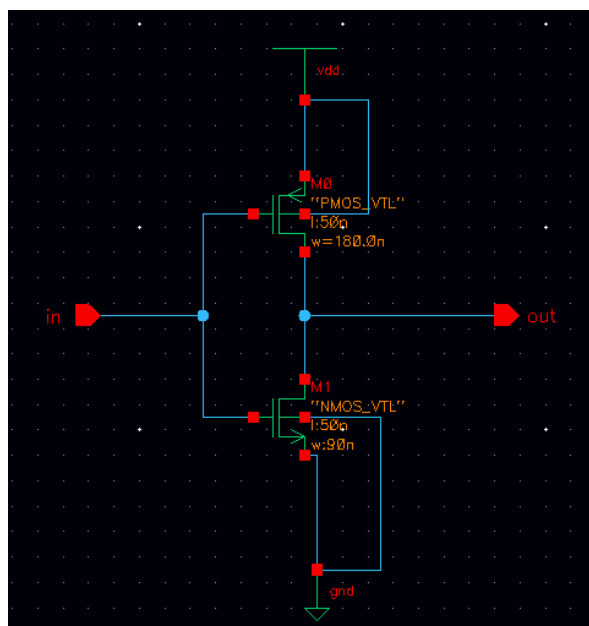 vdd
M0
"PMOS_VTL"
l:50n
w=180.0n
in
out
M1
"NMOS_VTL"
l:50n
w:90n
gnd